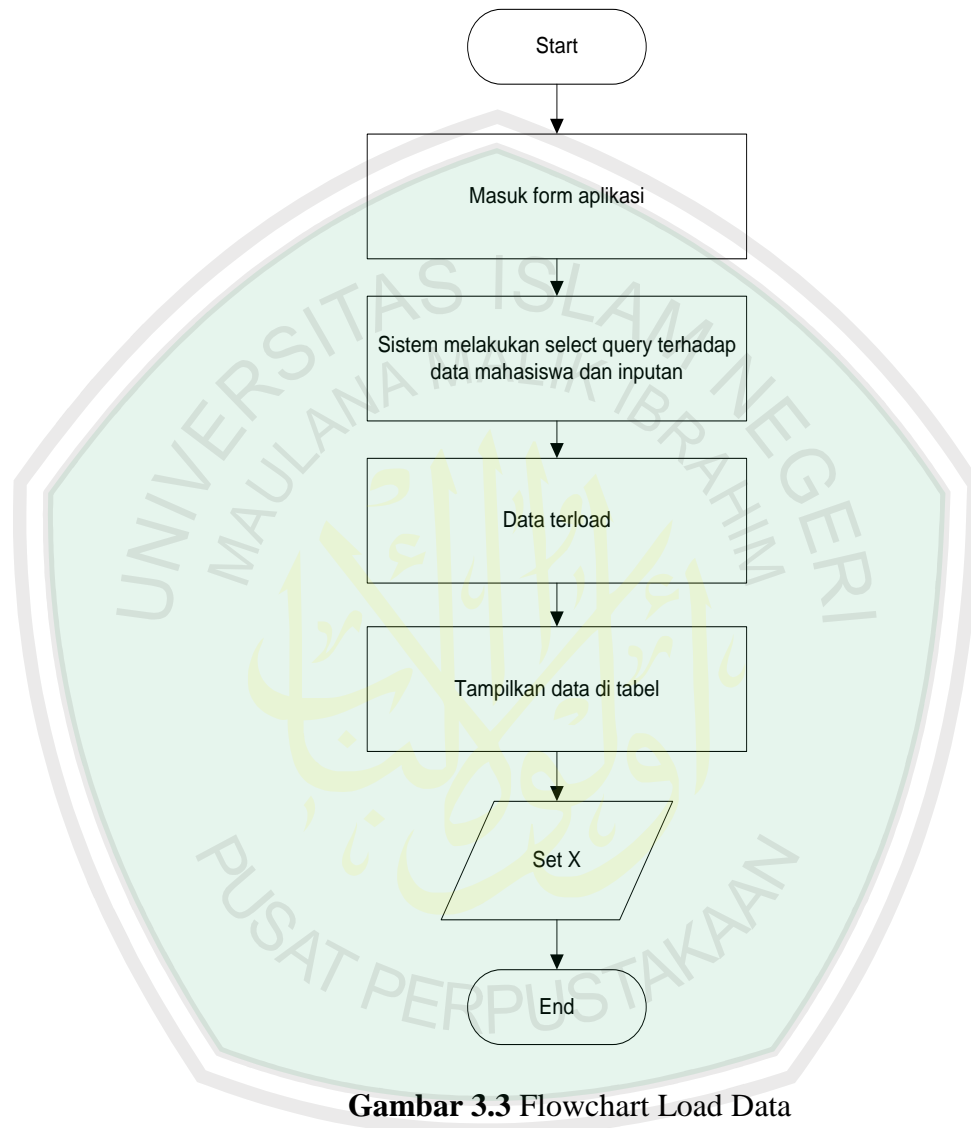 Start
Masuk form aplikasi
Sistem melakukan select query terhadap
data mahasiswa dan inputan
Data terload
Tampilkan data di tabel
Set X
End
UNIVERSITAS ISLAM NEGERI
MAULANA MALIK IBRAHIM
PUSAT PERPUSTAKAAN
Gambar 3.3 Flowchart Load Data